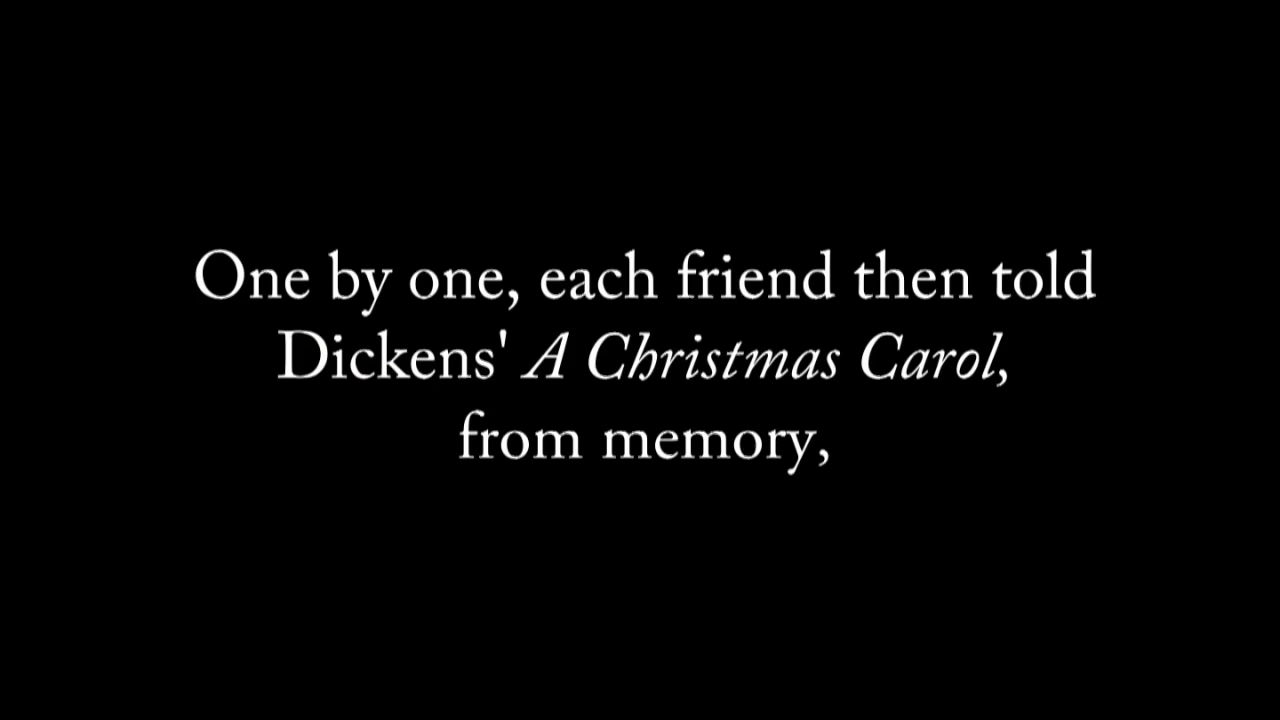 One by one, each friend then told
Dickens' A Christmas Carol,
from memory,